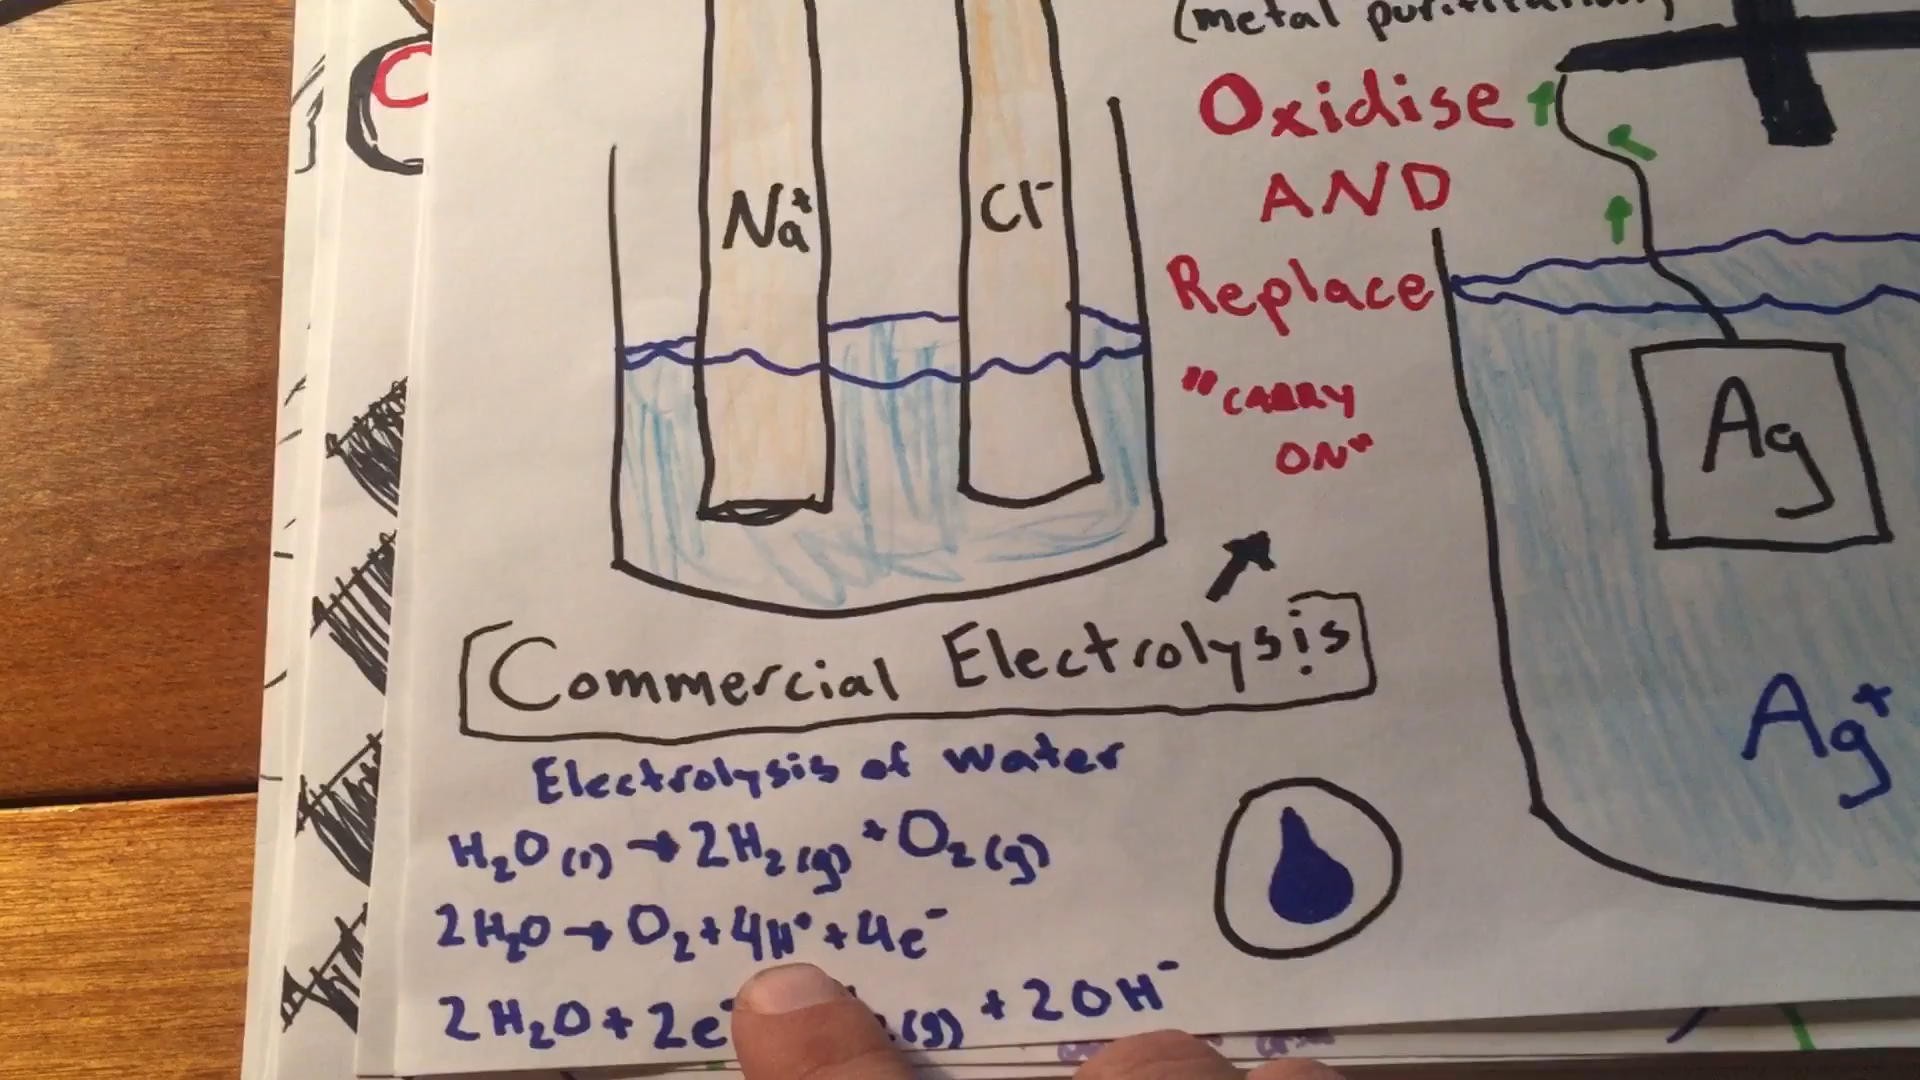 (metal purification)
Oxidise
AND
Replace
"CARRY
ON"
Na⁺
Cl⁻
Ag
Ag⁺
Commercial Electrolysis
Electrolysis of water
H₂O (l) → 2H₂ (g) + O₂ (g)
2H₂O → O₂ + 4H⁺ + 4e⁻
2H₂O + 2e⁻ (g) + 2OH⁻